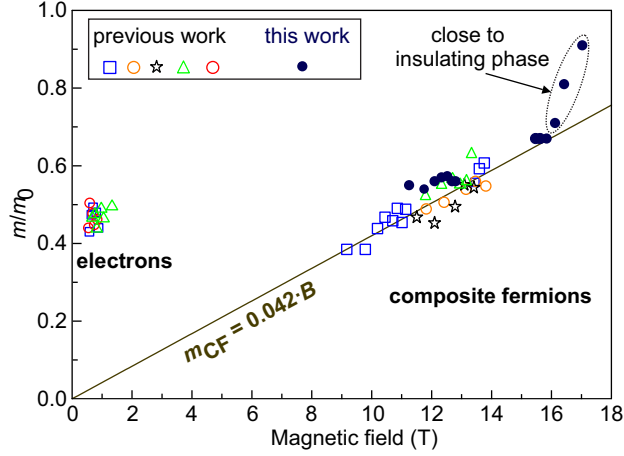 1.0
0.8
0.6
0.4
0.2
0.0
m/m0
previous work
this work
close to
insulating phase
electrons
composite fermions
mCF = 0.042·B
0
2
4
6
8
10
12
14
16
18
Magnetic field (T)